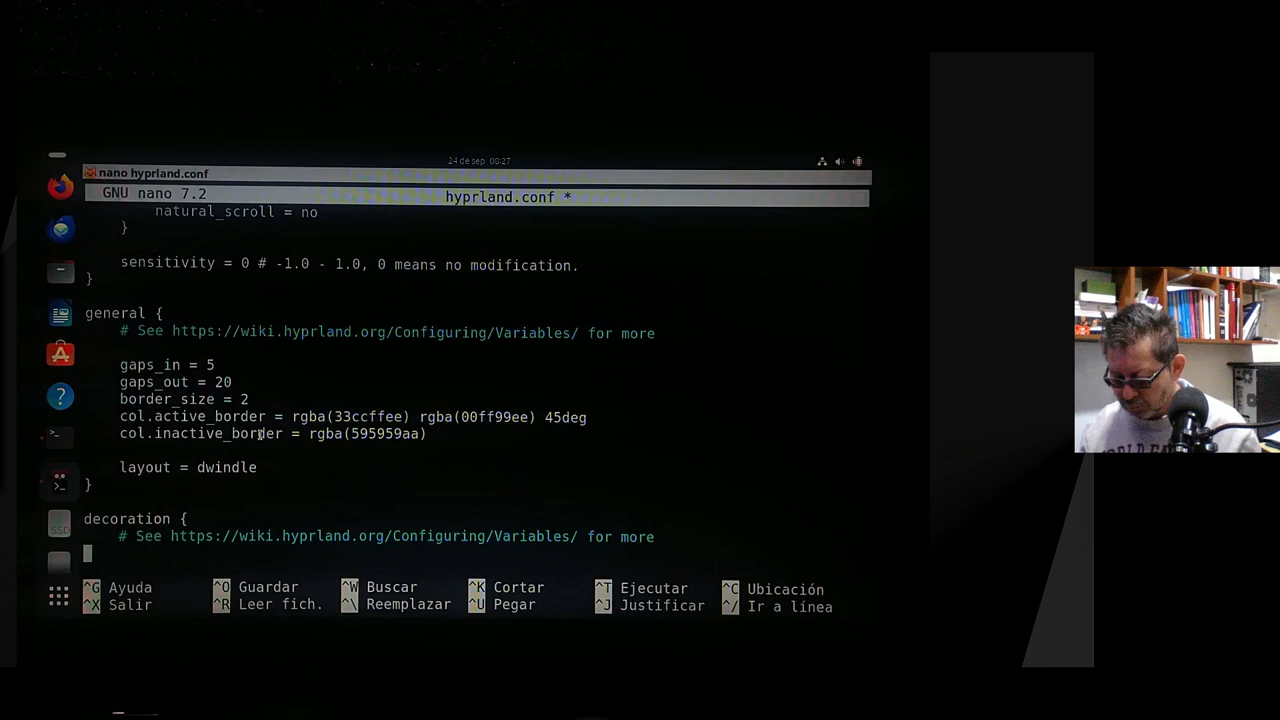 24 de sep 08:27
nano hyprland.conf
GNU nano 7.2 hyprland.conf *
natural_scroll = no
}
sensitivity = 0 # -1.0 - 1.0, 0 means no modification.
}
general {
# See https://wiki.hyprland.org/Configuring/Variables/ for more
gaps_in = 5
gaps_out = 20
border_size = 2
col.active_border = rgba(33ccffee) rgba(00ff99ee) 45deg
col.inactive_border = rgba(595959aa)
layout = dwindle
}
decoration {
# See https://wiki.hyprland.org/Configuring/Variables/ for more
^G Ayuda ^O Guardar ^W Buscar ^K Cortar ^T Ejecutar ^C Ubicación
^X Salir ^R Leer fich. ^\ Reemplazar ^U Pegar ^J Justificar ^/ Ir a línea
SSD